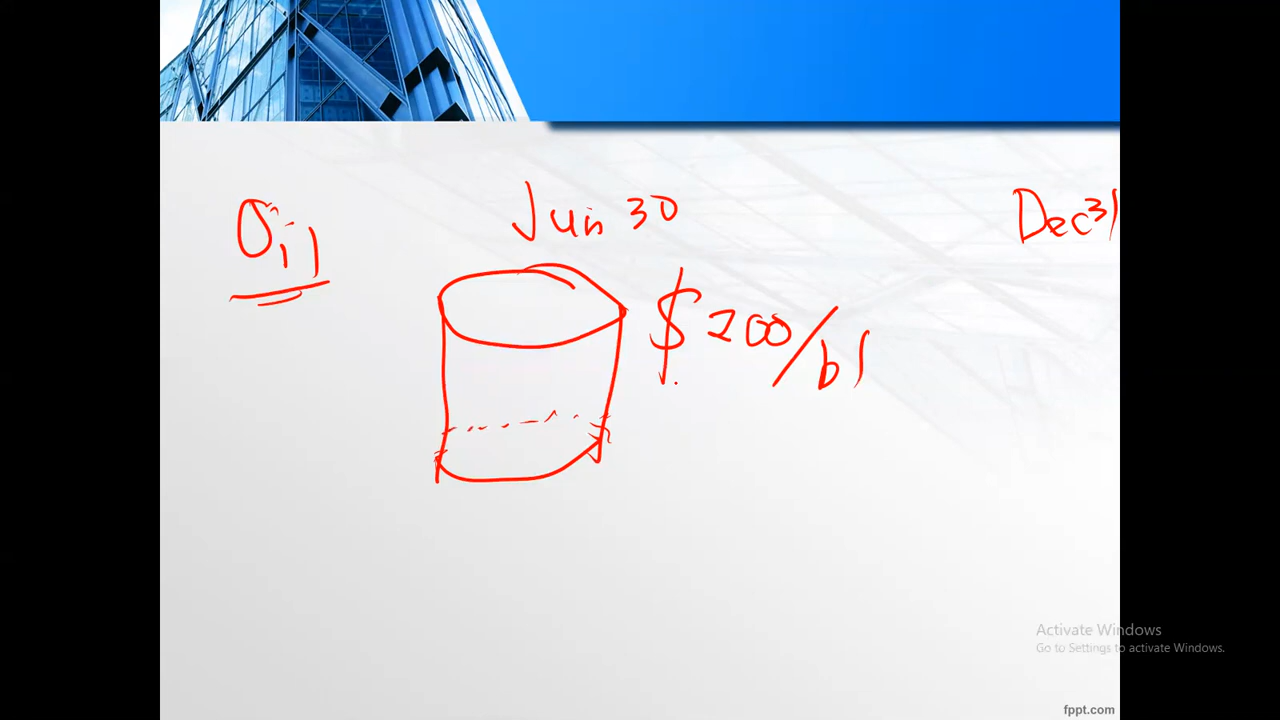 Oil
Jun 30
Dec 31
$200/bl
Activate Windows
Go to Settings to activate Windows.
fppt.com